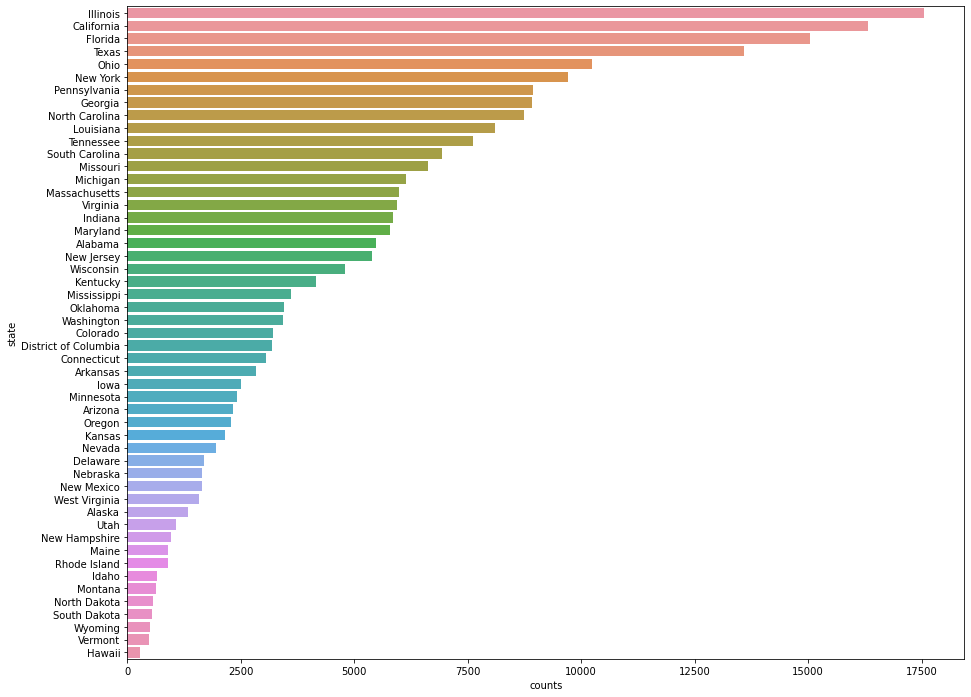 Illinois
California
Florida
Texas
Ohio
New York
Pennsylvania
Georgia
North Carolina
Louisiana
Tennessee
South Carolina
Missouri
Michigan
Massachusetts
Virginia
Indiana
Maryland
Alabama
New Jersey
Wisconsin
Kentucky
Mississippi
Oklahoma
Washington
Colorado
District of Columbia
Connecticut
Arkansas
Iowa
Minnesota
Arizona
Oregon
Kansas
Nevada
Delaware
Nebraska
New Mexico
West Virginia
Alaska
Utah
New Hampshire
Maine
Rhode Island
Idaho
Montana
North Dakota
South Dakota
Wyoming
Vermont
Hawaii
state
0 2500 5000 7500 10000 12500 15000 17500
counts